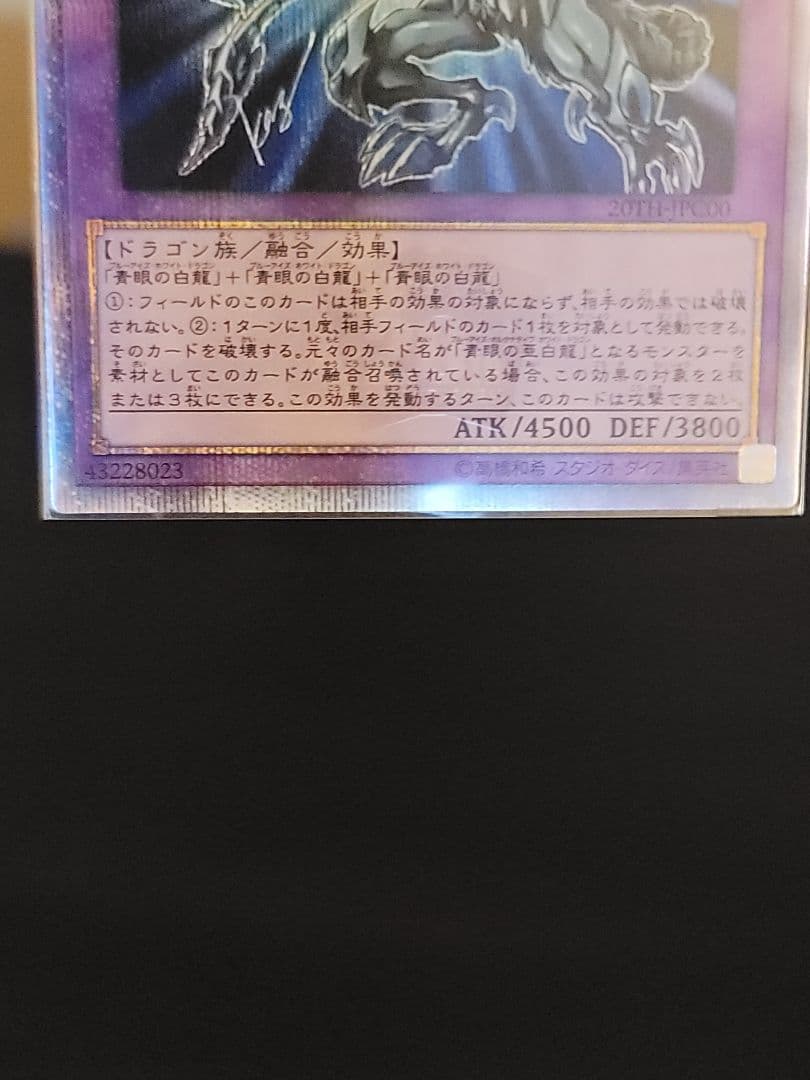 20TH-JPC00
【ドラゴン族／融合／効果】
「青眼の白龍」＋「青眼の白龍」＋「青眼の白龍」
①：フィールドのこのカードは相手の効果の対象にならず、相手の効果では破壊
されない。②：１ターンに１度、相手フィールドのカード１枚を対象として発動できる。
そのカードを破壊する。元々のカード名が「青眼の亜白龍」となるモンスターを
素材としてこのカードが融合召喚されている場合、この効果の対象を２枚
または３枚にできる。この効果を発動するターン、このカードは攻撃できない。
ATK/4500 DEF/3800
43228023 ©高橋和希 スタジオ・ダイス/集英社